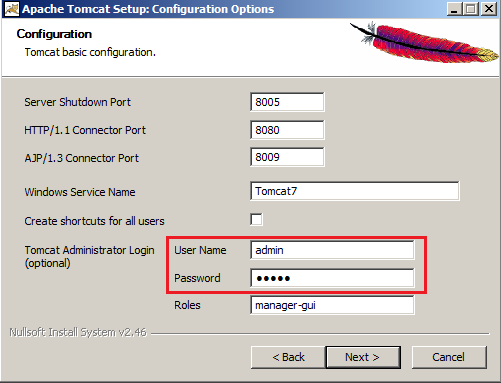 Apache Tomcat Setup: Configuration Options
Configuration
Tomcat basic configuration.
Server Shutdown Port 8005
HTTP/1.1 Connector Port 8080
AJP/1.3 Connector Port 8009
Windows Service Name Tomcat7
Create shortcuts for all users
Tomcat Administrator Login (optional)
User Name admin
Password ●●●●●
Roles manager-gui
Nullsoft Install System v2.46
< Back Next > Cancel